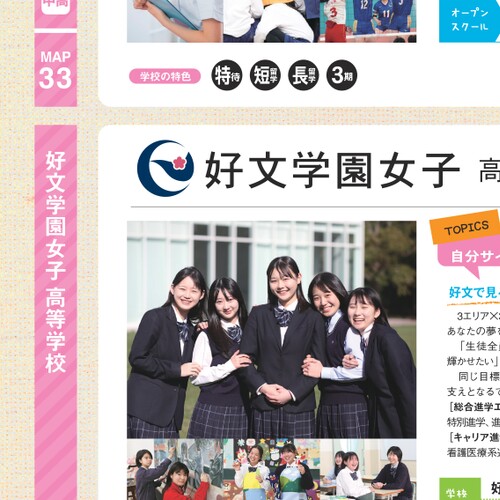 中高
MAP
33
オープン
スクール
学校の特色
特待
短留学
長留学
3期
好文学園女子 高等学校
好文学園女子 高
TOPICS
自分サイ
好文で見
3エリア×
あなたの夢を
「生徒全
輝かせたい」
同じ目標
支えとなるで
[総合進学エ
特別進学、進
[キャリア進
看護医療系進
学校